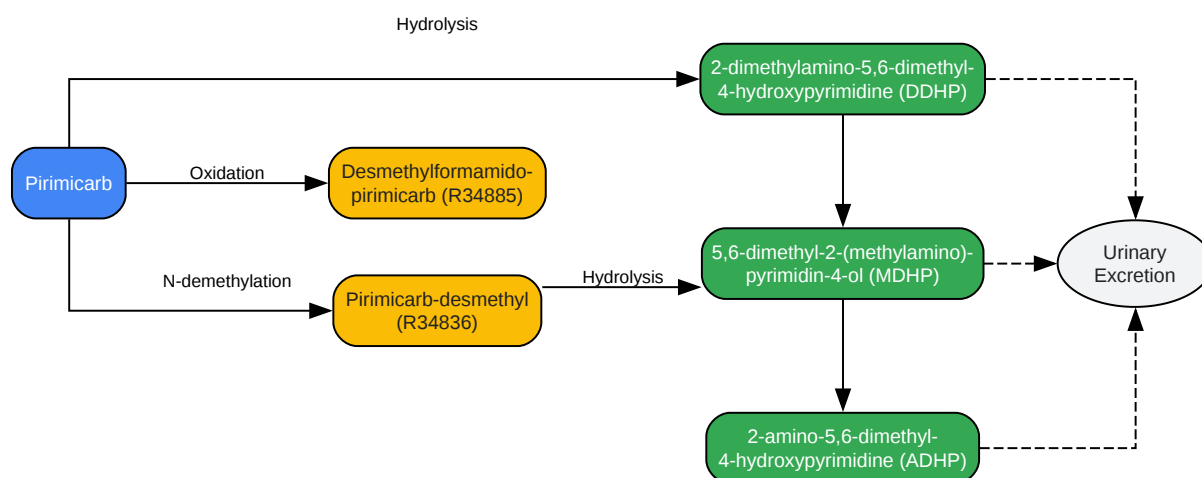 Hydrolysis
2-dimethylamino-5,6-dimethyl-
4-hydroxypyrimidine (DDHP)
Pirimicarb
Oxidation
Desmethylformamido-
pirimicarb (R34885)
N-demethylation
Pirimicarb-desmethyl
(R34836)
Hydrolysis
5,6-dimethyl-2-(methylamino)-
pyrimidin-4-ol (MDHP)
Urinary
Excretion
2-amino-5,6-dimethyl-
4-hydroxypyrimidine (ADHP)